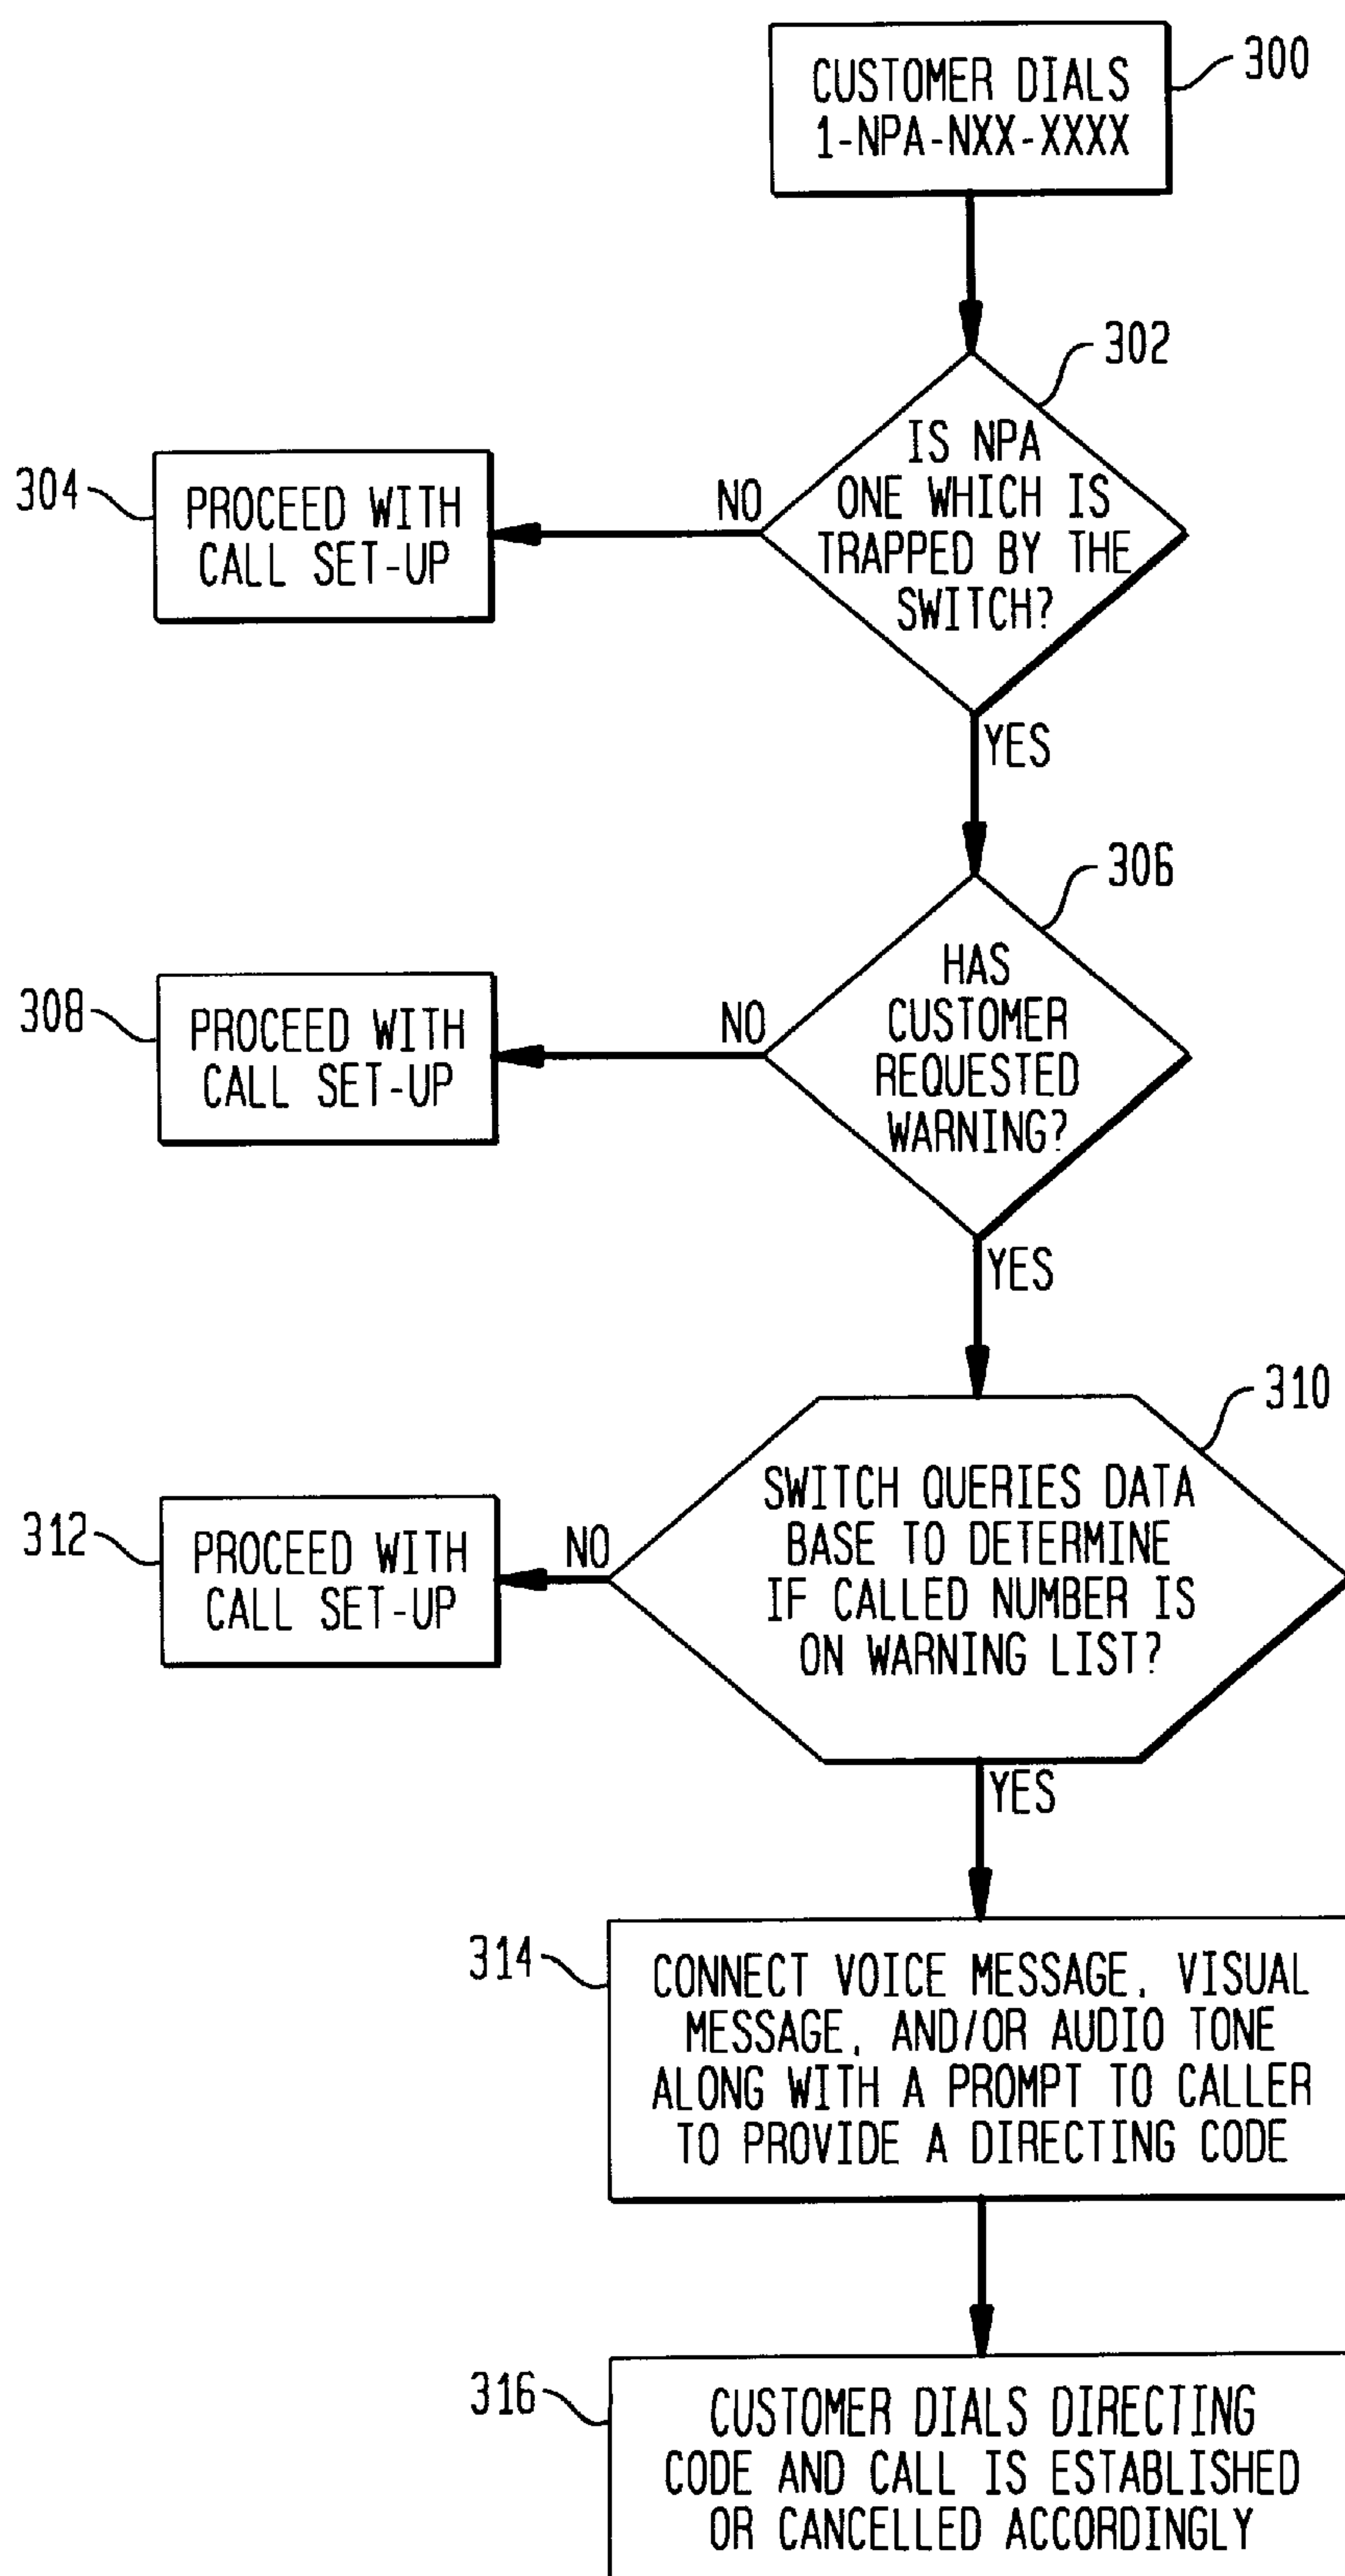 CUSTOMER DIALS
1-NPA-NXX-XXXX
300
302
IS NPA
ONE WHICH IS
TRAPPED BY THE
SWITCH?
NO
304
PROCEED WITH
CALL SET-UP
YES
306
HAS
CUSTOMER
REQUESTED
WARNING?
NO
308
PROCEED WITH
CALL SET-UP
YES
310
SWITCH QUERIES DATA
BASE TO DETERMINE
IF CALLED NUMBER IS
ON WARNING LIST?
NO
312
PROCEED WITH
CALL SET-UP
YES
314
CONNECT VOICE MESSAGE, VISUAL
MESSAGE, AND/OR AUDIO TONE
ALONG WITH A PROMPT TO CALLER
TO PROVIDE A DIRECTING CODE
316
CUSTOMER DIALS DIRECTING
CODE AND CALL IS ESTABLISHED
OR CANCELLED ACCORDINGLY